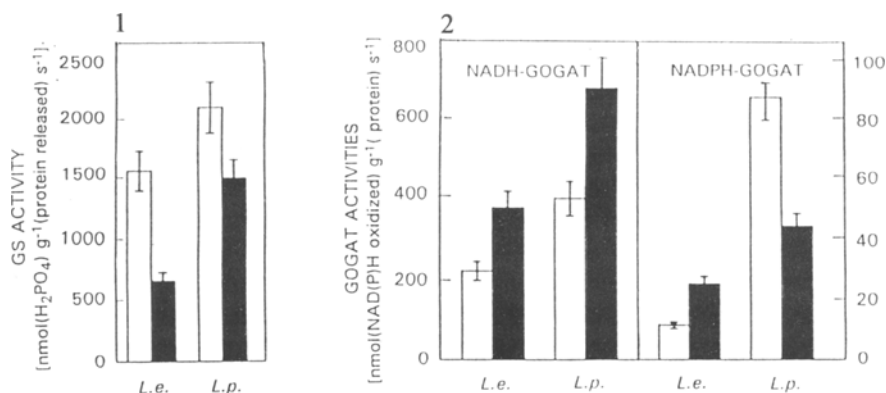 1
GS ACTIVITY
[nmol(H₂PO₄) g⁻¹(protein released) s⁻¹].
2500
2000
1500
1000
500
0
L.e. L.p.
2
GOGAT ACTIVITIES
[nmol(NAD(P)H oxidized) g⁻¹( protein) s⁻¹]
800
600
400
200
0
NADH-GOGAT
NADPH-GOGAT
100
80
60
40
20
0
L.e. L.p. L.e. L.p.